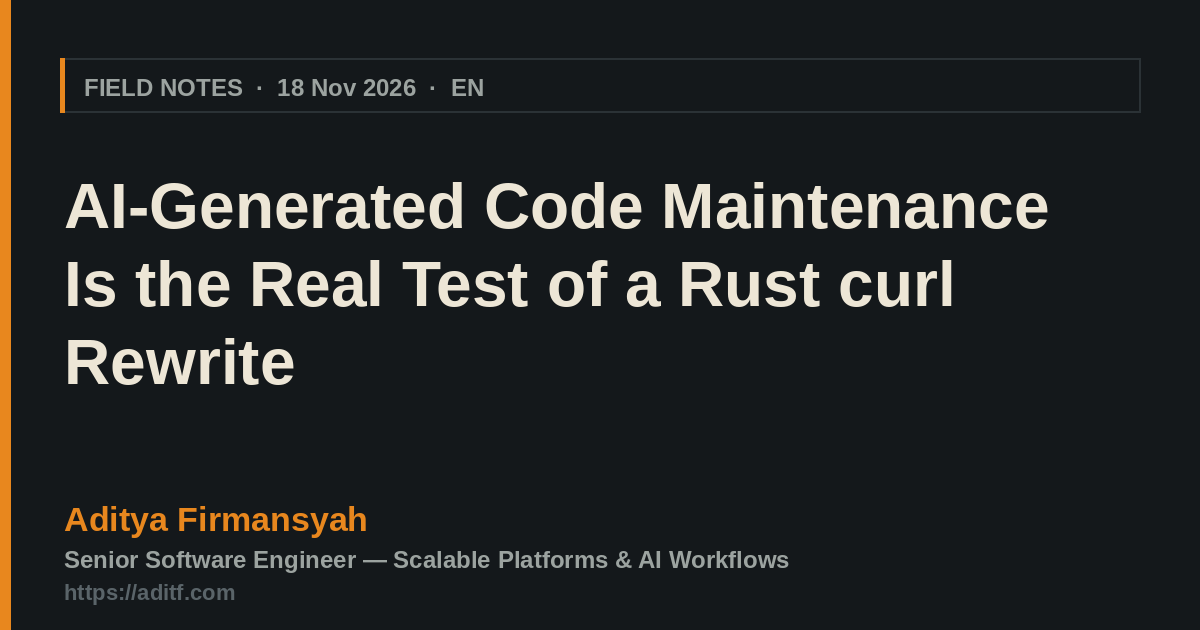 FIELD NOTES · 18 Nov 2026 · EN
AI-Generated Code Maintenance
Is the Real Test of a Rust curl
Rewrite
Aditya Firmansyah
Senior Software Engineer — Scalable Platforms & AI Workflows
https://aditf.com